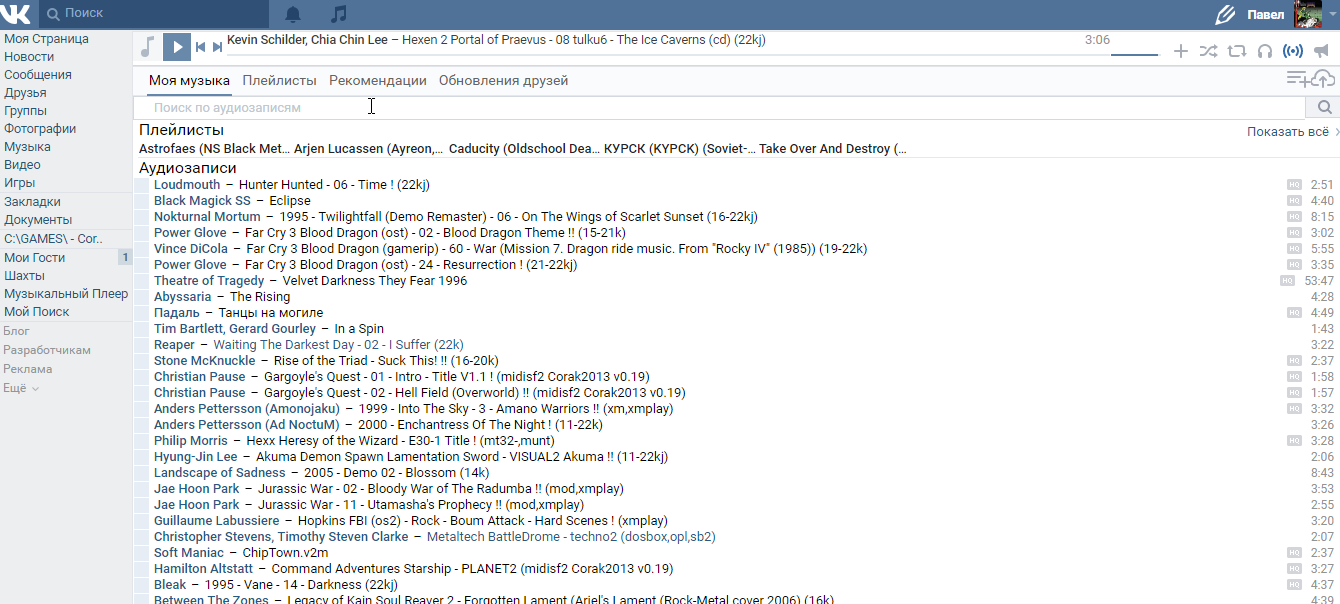 VK Поиск Павел
Моя Страница
Новости
Сообщения
Друзья
Группы
Фотографии
Музыка
Видео
Игры
Закладки
Документы
C:\GAMES\ - Cor..
Мои Гости 1
Шахты
Музыкальный Плеер
Мой Поиск
Блог
Разработчикам
Реклама
Ещё
Kevin Schilder, Chia Chin Lee – Hexen 2 Portal of Praevus - 08 tulku6 - The Ice Caverns (cd) (22kj) 3:06
Моя музыка Плейлисты Рекомендации Обновления друзей
Поиск по аудиозаписям
Плейлисты Показать всё
Astrofaes (NS Black Met... Arjen Lucassen (Ayreon,... Caducity (Oldschool Dea... КУРСК (КУРСК) (Soviet-... Take Over And Destroy (...
Аудиозаписи
Loudmouth – Hunter Hunted - 06 - Time ! (22kj) HQ 2:51
Black Magick SS – Eclipse HQ 4:40
Nokturnal Mortum – 1995 - Twilightfall (Demo Remaster) - 06 - On The Wings of Scarlet Sunset (16-22kj) HQ 8:15
Power Glove – Far Cry 3 Blood Dragon (ost) - 02 - Blood Dragon Theme !! (15-21k) HQ 3:02
Vince DiCola – Far Cry 3 Blood Dragon (gamerip) - 60 - War (Mission 7. Dragon ride music. From "Rocky IV" (1985)) (19-22k) HQ 5:55
Power Glove – Far Cry 3 Blood Dragon (ost) - 24 - Resurrection ! (21-22kj) HQ 3:35
Theatre of Tragedy – Velvet Darkness They Fear 1996 HQ 53:47
Abyssaria – The Rising 4:28
Падаль – Танцы на могиле HQ 4:49
Tim Bartlett, Gerard Gourley – In a Spin 1:43
Reaper – Waiting The Darkest Day - 02 - I Suffer (22k) 3:22
Stone McKnuckle – Rise of the Triad - Suck This! !! (16-20k) HQ 2:37
Christian Pause – Gargoyle's Quest - 01 - Intro - Title V1.1 ! (midisf2 Corak2013 v0.19) HQ 1:58
Christian Pause – Gargoyle's Quest - 02 - Hell Field (Overworld) !! (midisf2 Corak2013 v0.19) HQ 1:57
Anders Pettersson (Amonojaku) – 1999 - Into The Sky - 3 - Amano Warriors !! (xm,xmplay) HQ 3:32
Anders Pettersson (Ad NoctuM) – 2000 - Enchantress Of The Night ! (11-22k) 3:26
Philip Morris – Hexx Heresy of the Wizard - E30-1 Title ! (mt32-,munt) HQ 3:28
Hyung-Jin Lee – Akuma Demon Spawn Lamentation Sword - VISUAL2 Akuma !! (11-22kj) 2:06
Landscape of Sadness – 2005 - Demo 02 - Blossom (14k) 8:43
Jae Hoon Park – Jurassic War - 02 - Bloody War of The Radumba !! (mod,xmplay) 3:53
Jae Hoon Park – Jurassic War - 11 - Utamasha's Prophecy !! (mod,xmplay) 2:55
Guillaume Labussiere – Hopkins FBI (os2) - Rock - Boum Attack - Hard Scenes ! (xmplay) 3:20
Christopher Stevens, Timothy Steven Clarke – Metaltech BattleDrome - techno2 (dosbox,opl,sb2) 2:07
Soft Maniac – ChipTown.v2m HQ 2:37
Hamilton Altstatt – Command Adventures Starship - PLANET2 (midisf2 Corak2013 v0.19) HQ 3:27
Bleak – 1995 - Vane - 14 - Darkness (22kj) HQ 4:37
Between The Zones – Legacy of Kain Soul Reaver 2 - Forgotten Lament (Ariel's Lament (Rock-Metal cover 2006) (16k) 4:39